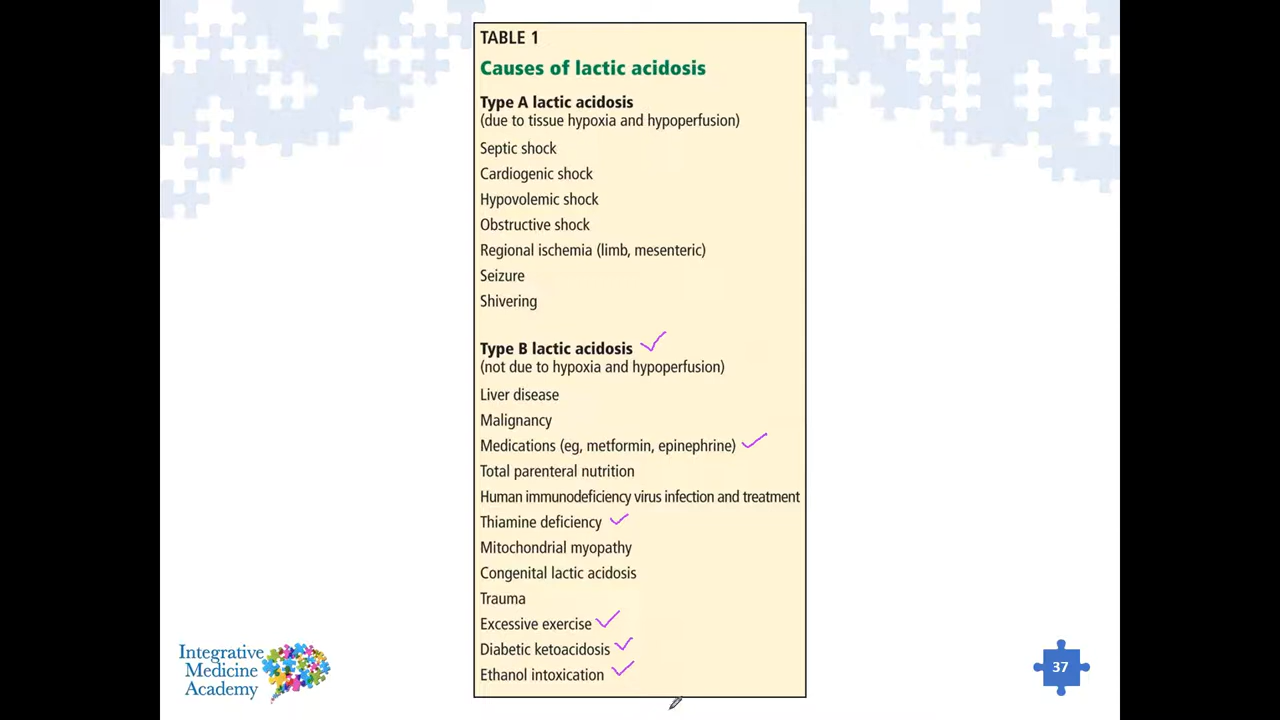 TABLE 1
Causes of lactic acidosis
Type A lactic acidosis
(due to tissue hypoxia and hypoperfusion)
Septic shock
Cardiogenic shock
Hypovolemic shock
Obstructive shock
Regional ischemia (limb, mesenteric)
Seizure
Shivering
Type B lactic acidosis
(not due to hypoxia and hypoperfusion)
Liver disease
Malignancy
Medications (eg, metformin, epinephrine)
Total parenteral nutrition
Human immunodeficiency virus infection and treatment
Thiamine deficiency
Mitochondrial myopathy
Congenital lactic acidosis
Trauma
Excessive exercise
Diabetic ketoacidosis
Ethanol intoxication
Integrative
Medicine
Academy
37